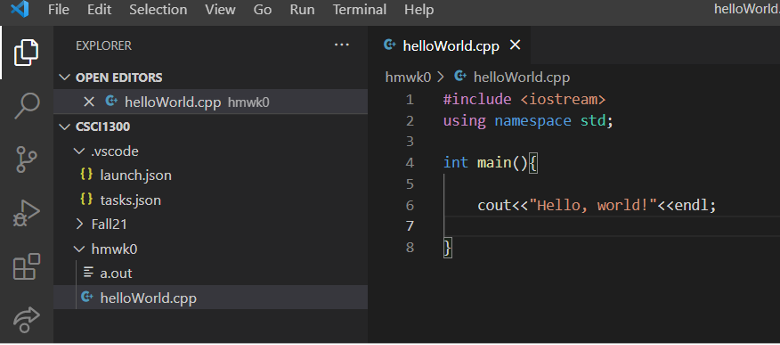 File Edit Selection View Go Run Terminal Help helloWorld.
EXPLORER ···
OPEN EDITORS
helloWorld.cpp hmwk0
CSCI1300
.vscode
{} launch.json
{} tasks.json
Fall21
hmwk0
a.out
helloWorld.cpp
helloWorld.cpp
hmwk0 > helloWorld.cpp
1 #include <iostream>
2 using namespace std;
3
4 int main(){
5
6 cout<<"Hello, world!"<<endl;
7
8 }